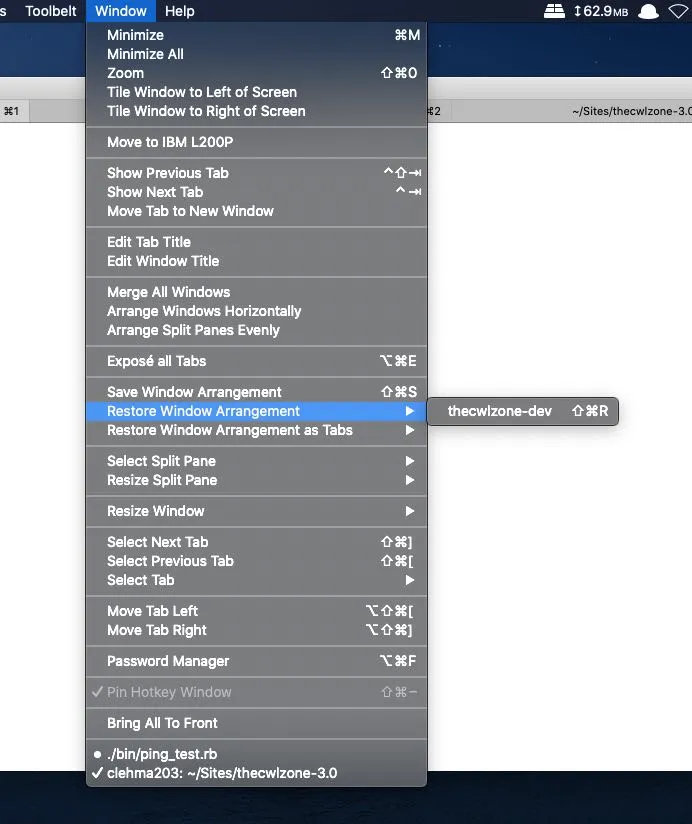 s Toolbelt Window Help ↕62.9MB
Minimize ⌘M
Minimize All
Zoom ⇧⌘0
Tile Window to Left of Screen
Tile Window to Right of Screen
⌘1 ⌘2 ~/Sites/thecwlzone-3.0
Move to IBM L200P
Show Previous Tab ^⇧⇥
Show Next Tab ^⇥
Move Tab to New Window
Edit Tab Title
Edit Window Title
Merge All Windows
Arrange Windows Horizontally
Arrange Split Panes Evenly
Exposé all Tabs ⌥⌘E
Save Window Arrangement ⇧⌘S
Restore Window Arrangement ▶ thecwlzone-dev ⇧⌘R
Restore Window Arrangement as Tabs ▶
Select Split Pane ▶
Resize Split Pane ▶
Resize Window ▶
Select Next Tab ⇧⌘]
Select Previous Tab ⇧⌘[
Select Tab ▶
Move Tab Left ⌥⇧⌘[
Move Tab Right ⌥⇧⌘]
Password Manager ⌥⌘F
✓ Pin Hotkey Window ⇧⌘−
Bring All To Front
● ./bin/ping_test.rb
✓ clehma203: ~/Sites/thecwlzone-3.0